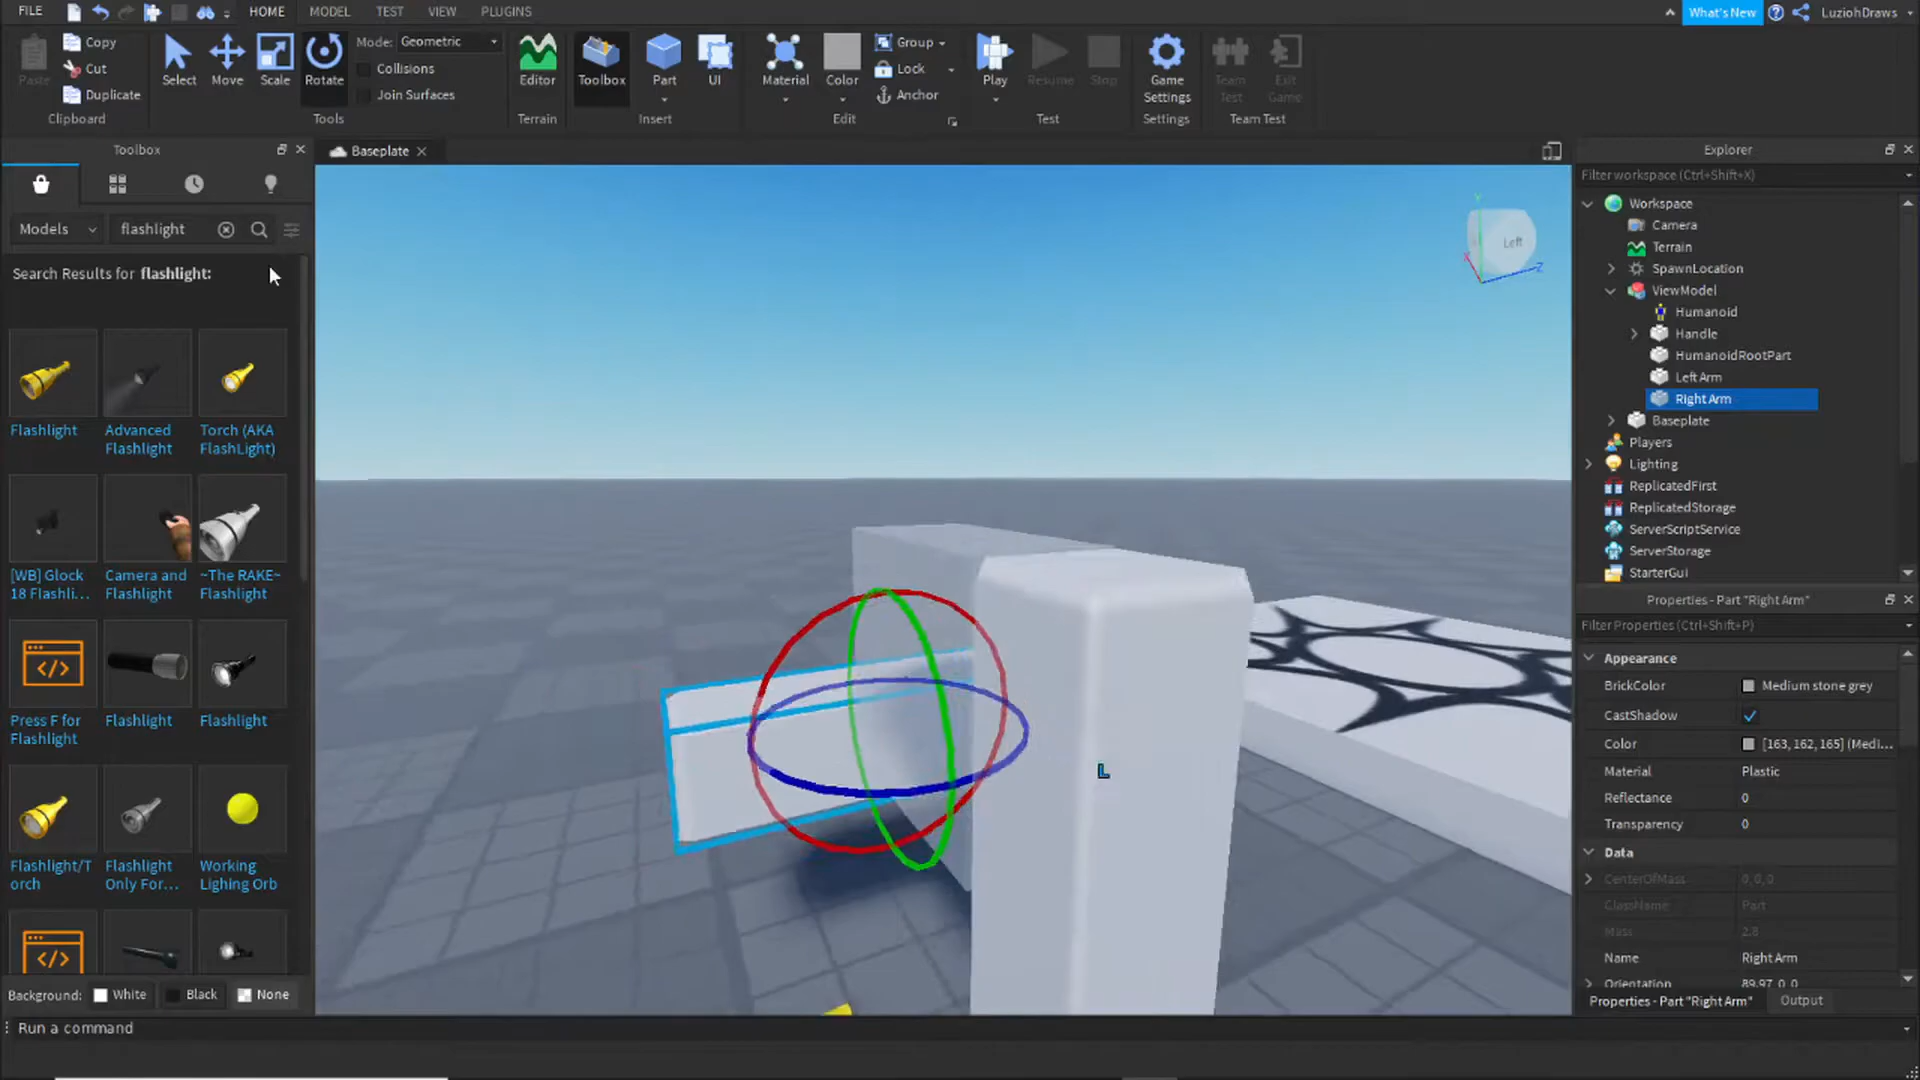 FILE
HOME
MODEL
TEST
VIEW
PLUGINS
What's New
LuziohDraws
Paste
Copy
Cut
Duplicate
Clipboard
Select
Move
Scale
Rotate
Mode: Geometric
Collisions
Join Surfaces
Tools
Editor
Terrain
Toolbox
Part
UI
Insert
Material
Color
Group
Lock
Anchor
Edit
Play
Resume
Stop
Test
Game
Settings
Settings
Team
Test
Exit
Game
Team Test
Toolbox
Baseplate
Explorer
Models
flashlight
Search Results for flashlight:
Flashlight
Advanced
Flashlight
Torch (AKA
FlashLight)
[WB] Glock
18 Flashli...
Camera and
Flashlight
~The RAKE~
Flashlight
Press F for
Flashlight
Flashlight
Flashlight
Flashlight/T
orch
Flashlight
Only For...
Working
Lighing Orb
Background:
White
Black
None
Run a command
Y
X
Z
Left
L
Filter workspace (Ctrl+Shift+X)
Workspace
Camera
Terrain
SpawnLocation
ViewModel
Humanoid
Handle
HumanoidRootPart
Left Arm
Right Arm
Baseplate
Players
Lighting
ReplicatedFirst
ReplicatedStorage
ServerScriptService
ServerStorage
StarterGui
Properties - Part "Right Arm"
Filter Properties (Ctrl+Shift+P)
Appearance
BrickColor Medium stone grey
CastShadow
Color [163, 162, 165] (Medi...
Material Plastic
Reflectance 0
Transparency 0
Data
CenterOfMass 0,0,0
ClassName Part
Mass 2.8
Name Right Arm
Orientation 89.97, 0, 0
Properties - Part "Right Arm"
Output